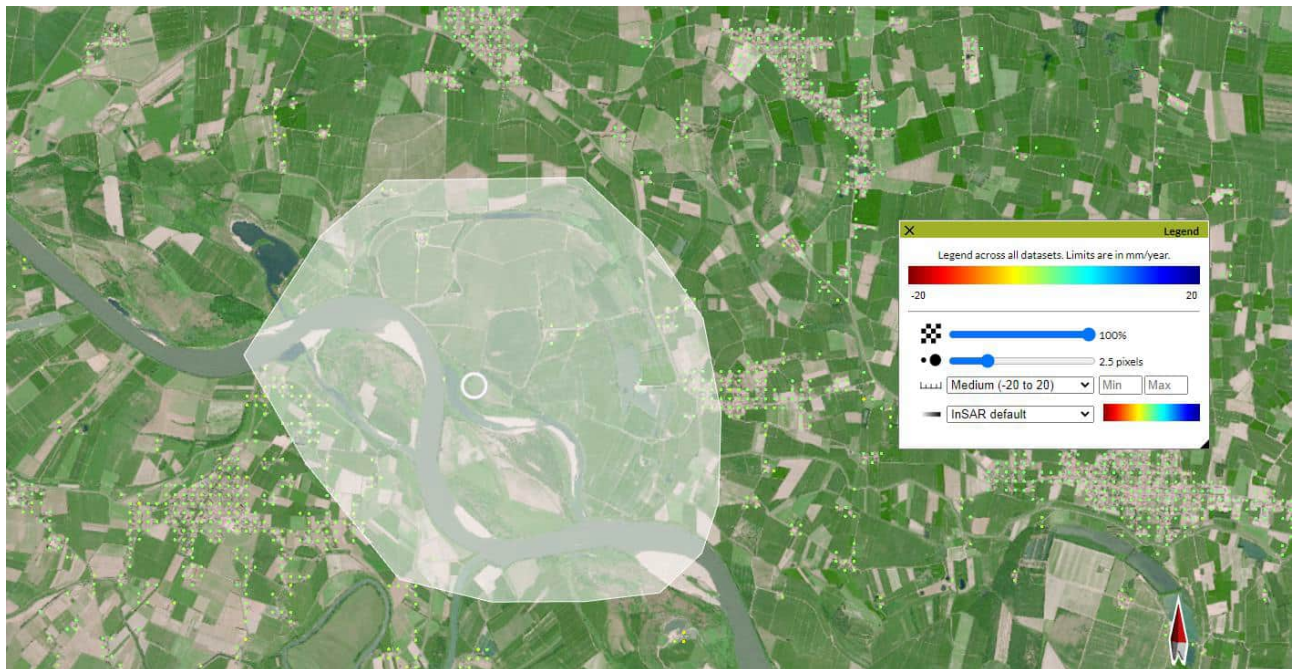 Legend
Legend across all datasets. Limits are in mm/year.
-20 20
100%
2.5 pixels
Medium (-20 to 20) Min Max
InSAR default